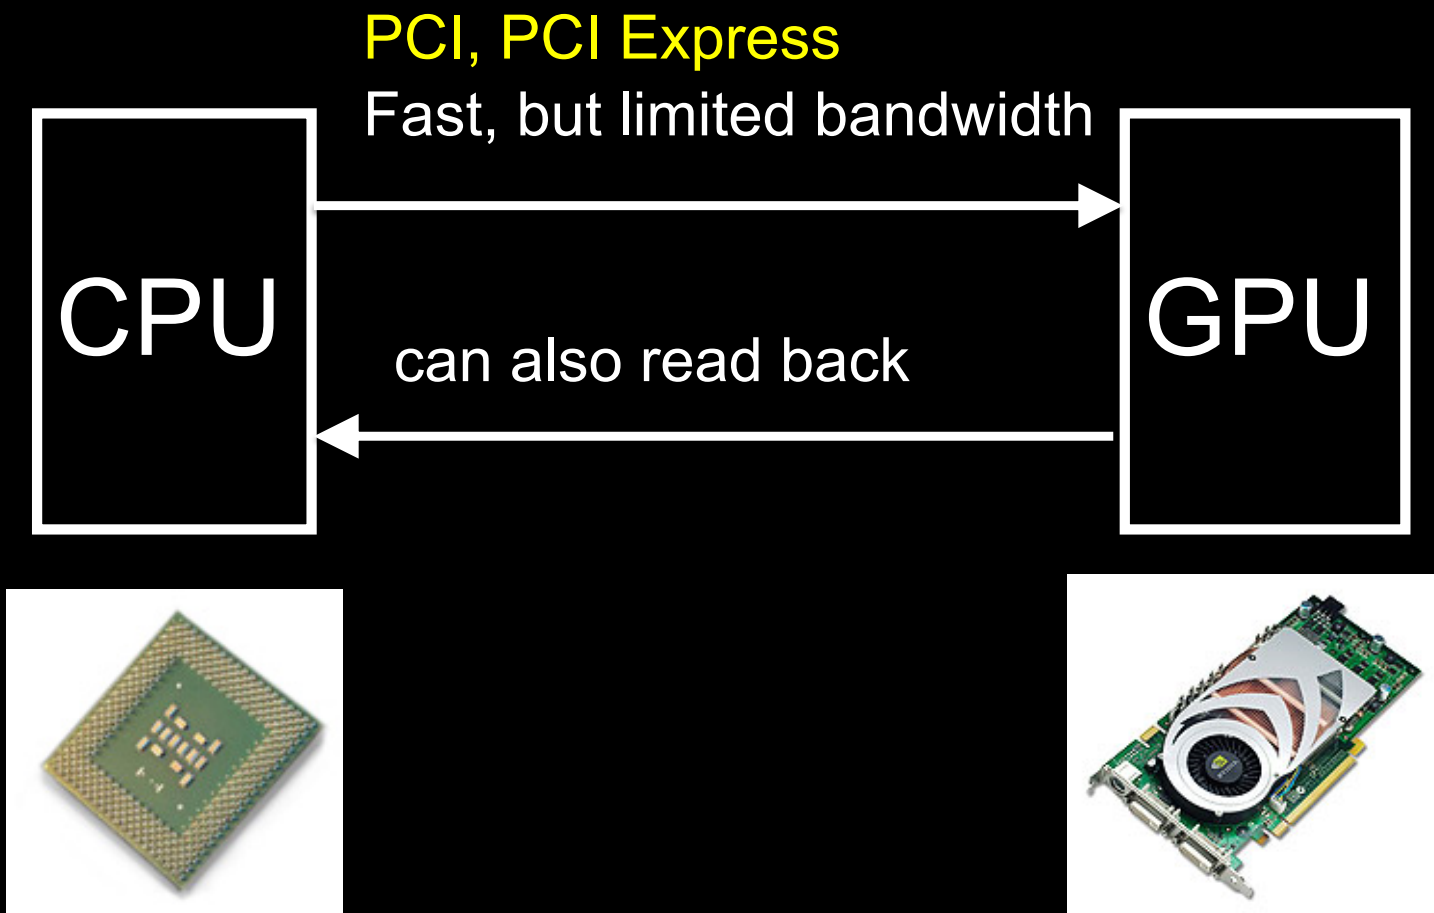 PCI, PCI Express
Fast, but limited bandwidth
CPU
GPU
can also read back